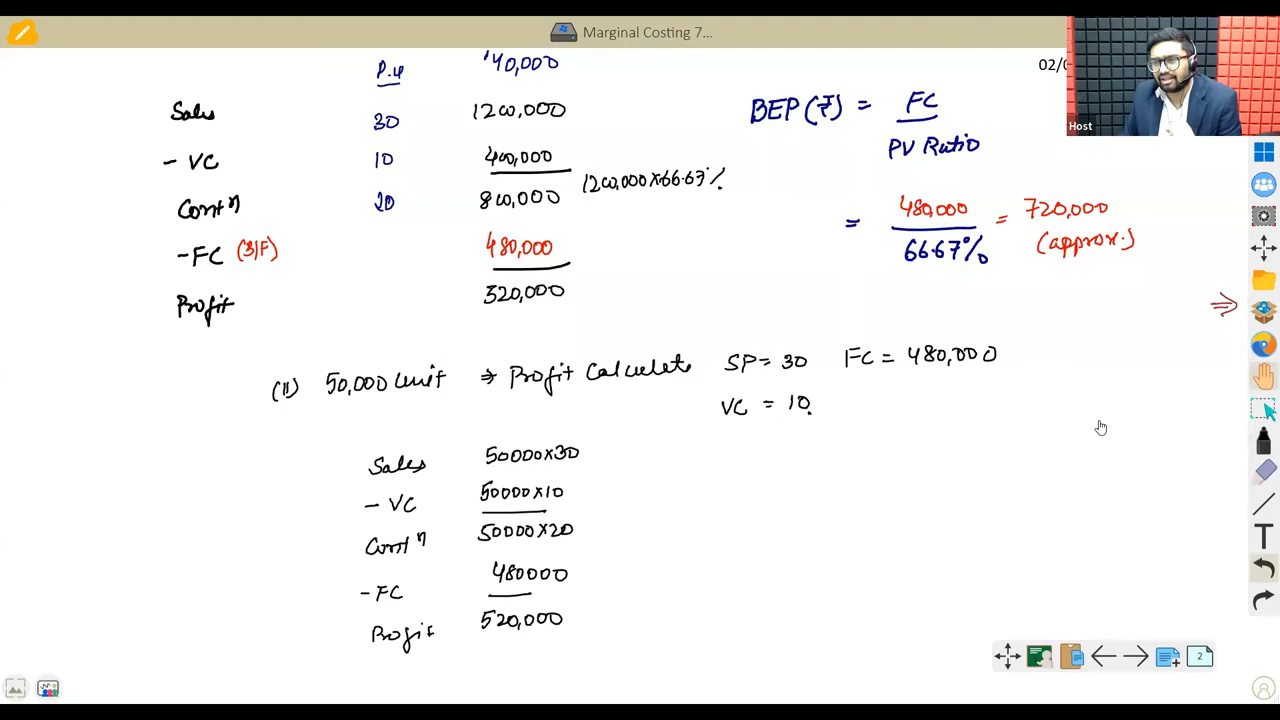 Marginal Costing 7...
P.U
'40,000
02/0
Host
Sales 30 1200,000
- VC 10 400,000
Contn 20 800,000
1200,000 x 66.67%
- FC (B/F) 480,000
Profit 320,000
BEP (₹) = FC
PV Ratio
= 480,000 = 720,000
66.67% (approx.)
⇒
(ii) 50,000 Unit ⇒ Profit Calculate SP = 30 FC = 480,000
VC = 10.
Sales 50000x30
- VC 50000x10
Contn 50000x20
- FC 480000
Profit 520,000
T
2